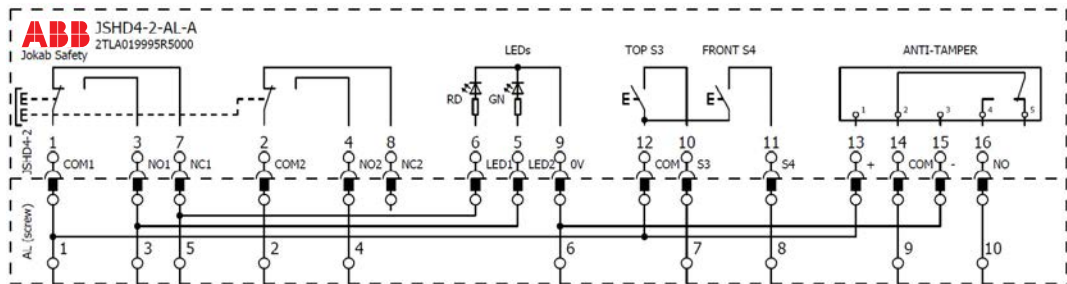 ABB JSHD4-2-AL-A
2TLA019995R5000
Jokab Safety
LEDs TOP S3 FRONT S4 ANTI-TAMPER
RD GN
1 2 3 4 5
JSHD4-2
1 3 7 2 4 8 6 5 9 12 10 11 13 14 15 16
COM1 NO1 NC1 COM2 NO2 NC2 LED1 LED2 0V COM S3 S4 + COM - NO
AL (screw)
1 3 5 2 4 6 7 8 9 10